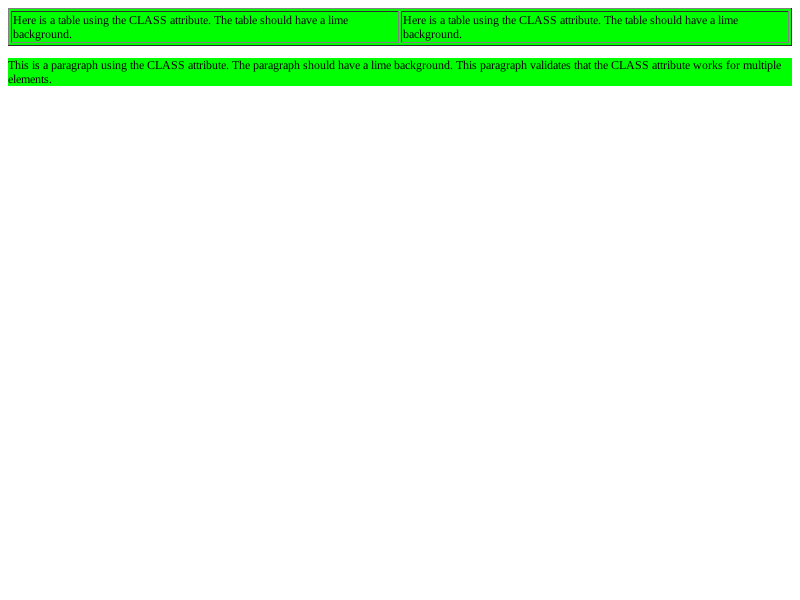 Here is a table using the CLASS attribute. The table should have a lime
background.
Here is a table using the CLASS attribute. The table should have a lime
background.
This is a paragraph using the CLASS attribute. The paragraph should have a lime background. This paragraph validates that the CLASS attribute works for multiple
elements.